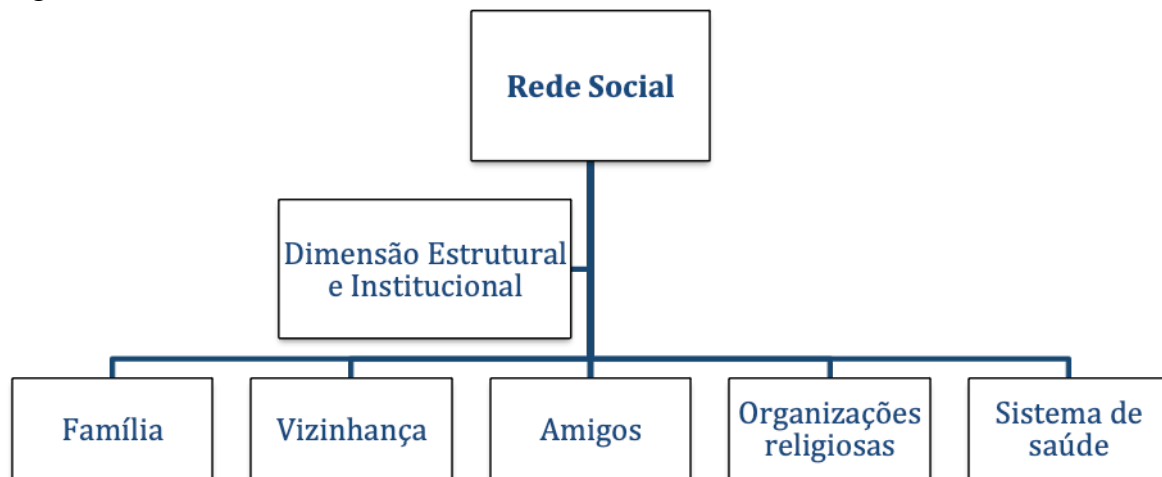 Rede Social
Dimensão Estrutural
e Institucional
Família
Vizinhança
Amigos
Organizações
religiosas
Sistema de
saúde